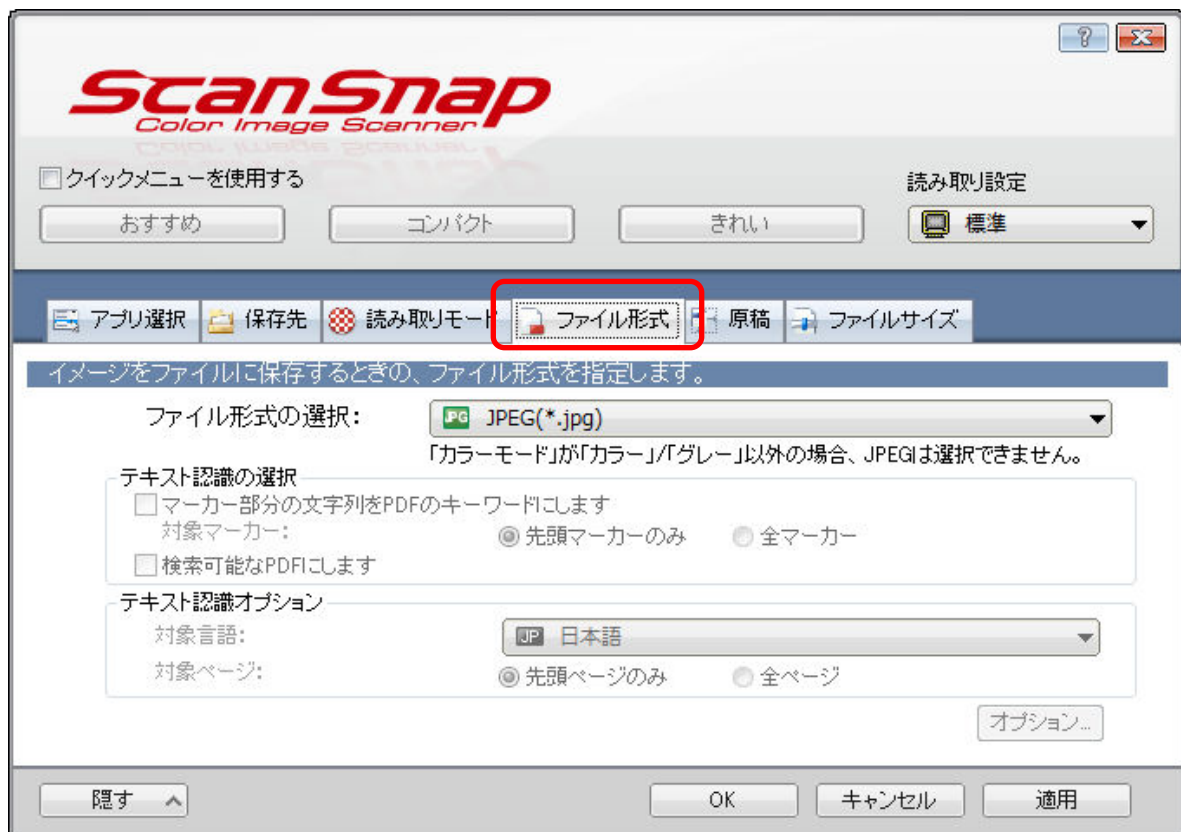 ScanSnap
Color Image Scanner
クイックメニューを使用する
読み取り設定
おすすめ コンパクト きれい 標準
アプリ選択 保存先 読み取りモード ファイル形式 原稿 ファイルサイズ
イメージをファイルに保存するときの、ファイル形式を指定します。
ファイル形式の選択: JPG JPEG(*.jpg)
「カラーモード」が「カラー」/「グレー」以外の場合、JPEGは選択できません。
テキスト認識の選択
マーカー部分の文字列をPDFのキーワードにします
対象マーカー: 先頭マーカーのみ 全マーカー
検索可能なPDFにします
テキスト認識オプション
対象言語: JP 日本語
対象ページ: 先頭ページのみ 全ページ
オプション...
隠す OK キャンセル 適用